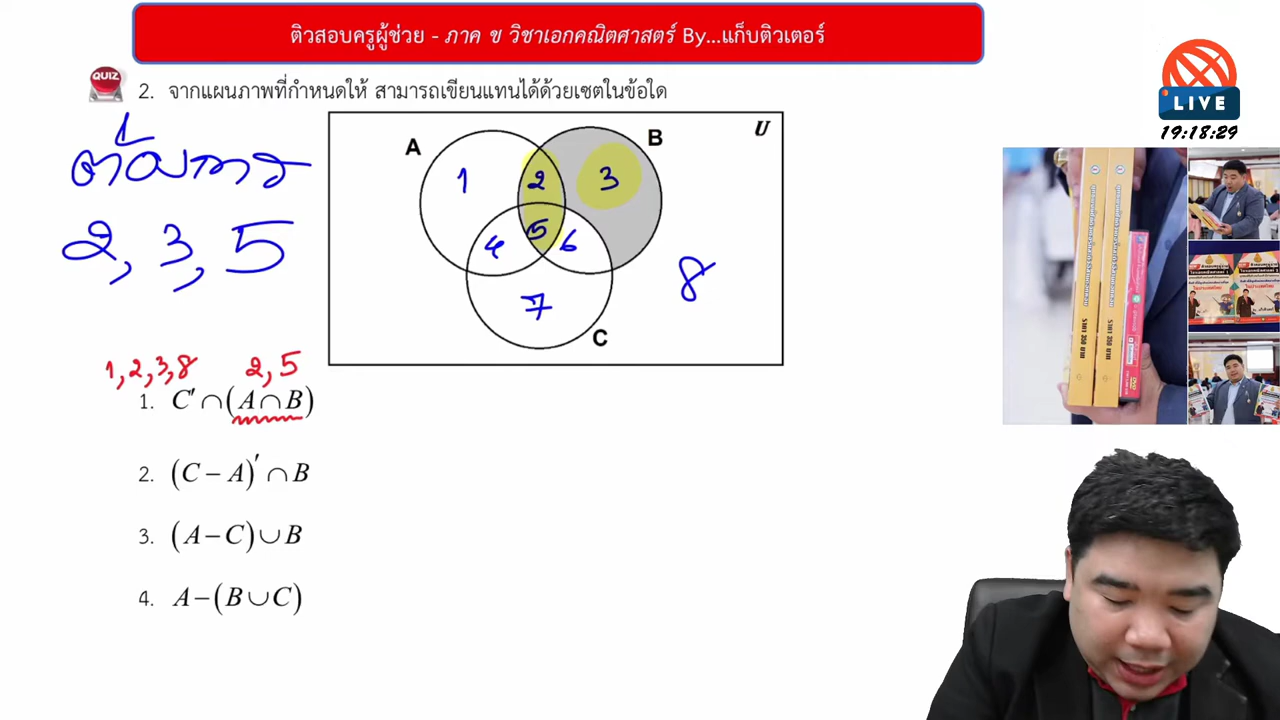 ติวสอบครูผู้ช่วย - ภาค ข วิชาเอกคณิตศาสตร์ By...แก็บติวเตอร์
LIVE
19:18:29
QUIZ
2. จากแผนภาพที่กำหนดให้ สามารถเขียนแทนได้ด้วยเซตในข้อใด
ต้องการ
2, 3, 5
U
A
B
1
2
3
4
5
6
7
8
C
1,2,3,8 2,5
1. C′∩(A∩B)
2. (C−A)′∩B
3. (A−C)∪B
4. A−(B∪C)